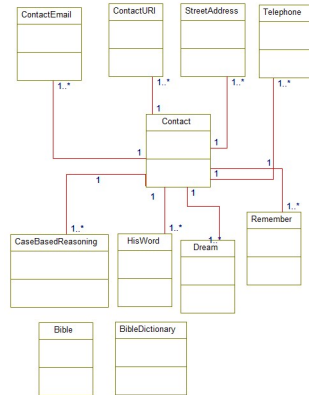 ContactEmail
ContactURI
StreetAddress
Telephone
1..*
1..*
1..*
1..*
1
Contact
1
1
1
1
1
1
1
1..*
1..*
1..*
1..*
CaseBasedReasoning
HisWord
Dream
Remember
Bible
BibleDictionary